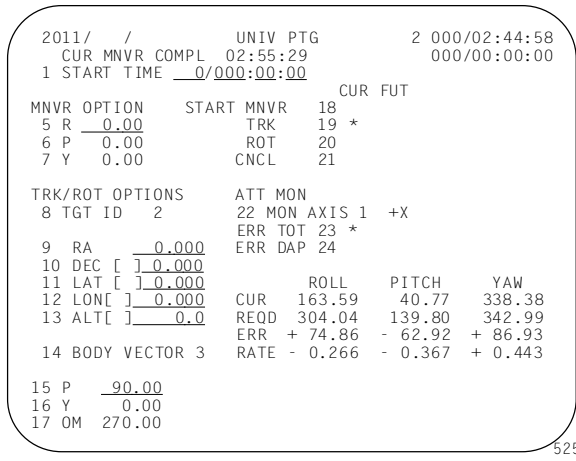 2011/ / UNIV PTG 2 000/02:44:58
CUR MNVR COMPL 02:55:29 000/00:00:00
1 START TIME 0/000:00:00
CUR FUT
MNVR OPTION START MNVR 18
5 R 0.00 TRK 19 *
6 P 0.00 ROT 20
7 Y 0.00 CNCL 21
TRK/ROT OPTIONS ATT MON
8 TGT ID 2 22 MON AXIS 1 +X
ERR TOT 23 *
9 RA 0.000 ERR DAP 24
10 DEC [ ] 0.000
11 LAT [ ] 0.000 ROLL PITCH YAW
12 LON[ ] 0.000 CUR 163.59 40.77 338.38
13 ALT[ ] 0.0 REQD 304.04 139.80 342.99
ERR + 74.86 - 62.92 + 86.93
14 BODY VECTOR 3 RATE - 0.266 - 0.367 + 0.443
15 P 90.00
16 Y 0.00
17 OM 270.00
525